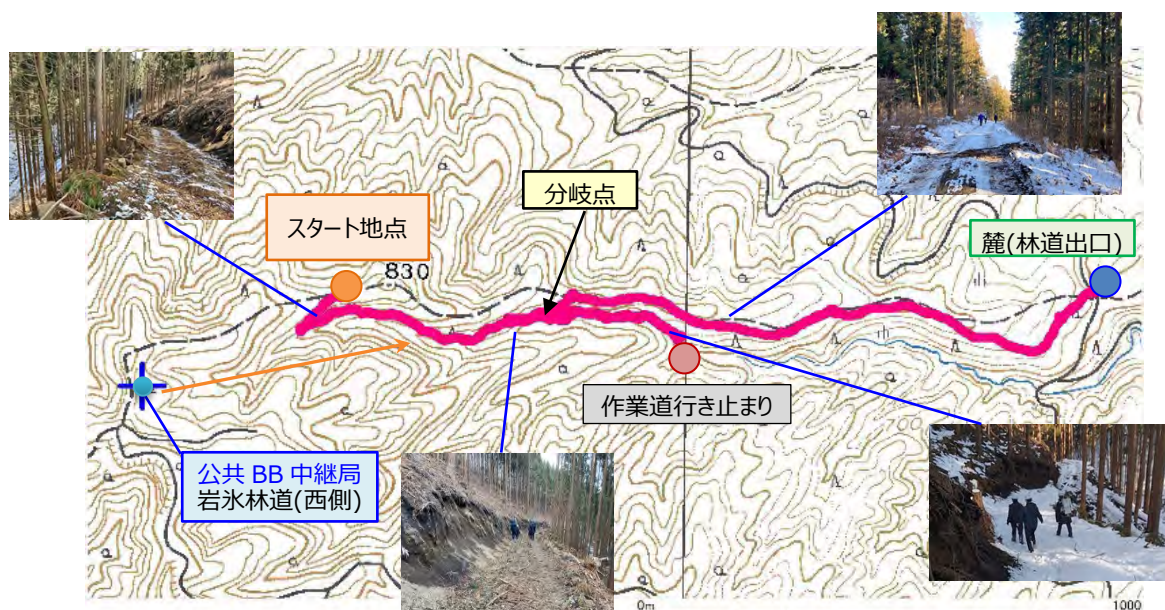 分岐点
スタート地点
830
麓(林道出口)
作業道行き止まり
公共 BB 中継局
岩氷林道(西側)
0m
1000